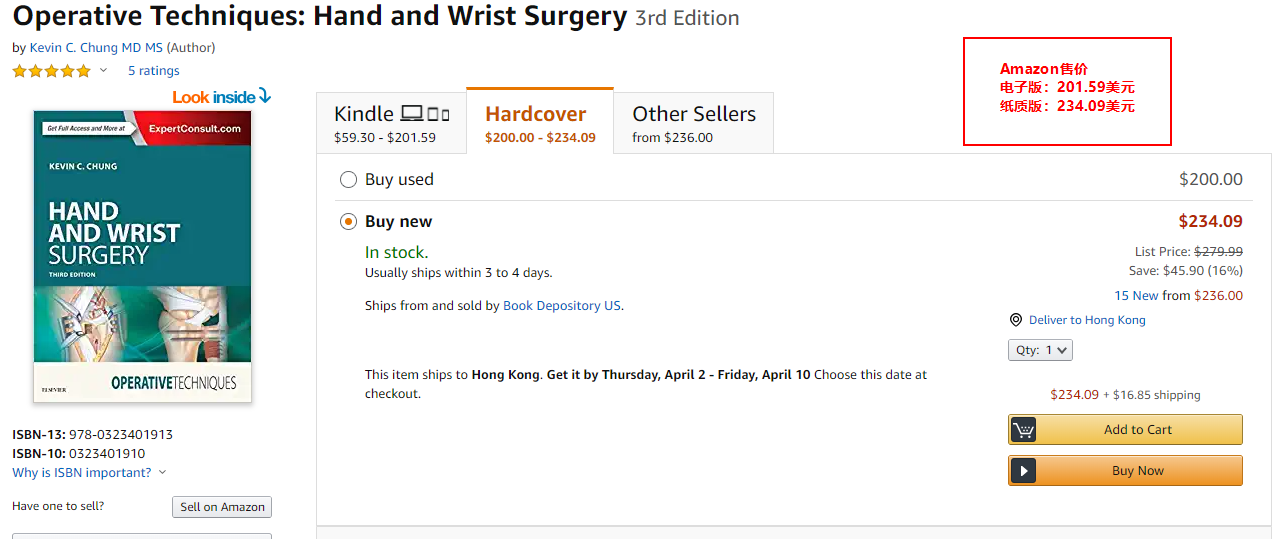 Operative Techniques: Hand and Wrist Surgery 3rd Edition
by Kevin C. Chung MD MS (Author)
5 ratings
Look inside
Get Full Access and More at
ExpertConsult.com
KEVIN C. CHUNG
HAND
AND WRIST
SURGERY
THIRD EDITION
ELSEVIER
OPERATIVETECHNIQUES
ISBN-13: 978-0323401913
ISBN-10: 0323401910
Why is ISBN important?
Have one to sell?
Sell on Amazon
Kindle
$59.30 - $201.59
Hardcover
$200.00 - $234.09
Other Sellers
from $236.00
Amazon售价
电子版：201.59美元
纸质版：234.09美元
Buy used
$200.00
Buy new
$234.09
In stock.
Usually ships within 3 to 4 days.
Ships from and sold by Book Depository US.
List Price: $279.99
Save: $45.90 (16%)
15 New from $236.00
Deliver to Hong Kong
Qty: 1
This item ships to Hong Kong. Get it by Thursday, April 2 - Friday, April 10 Choose this date at
checkout.
$234.09 + $16.85 shipping
Add to Cart
Buy Now